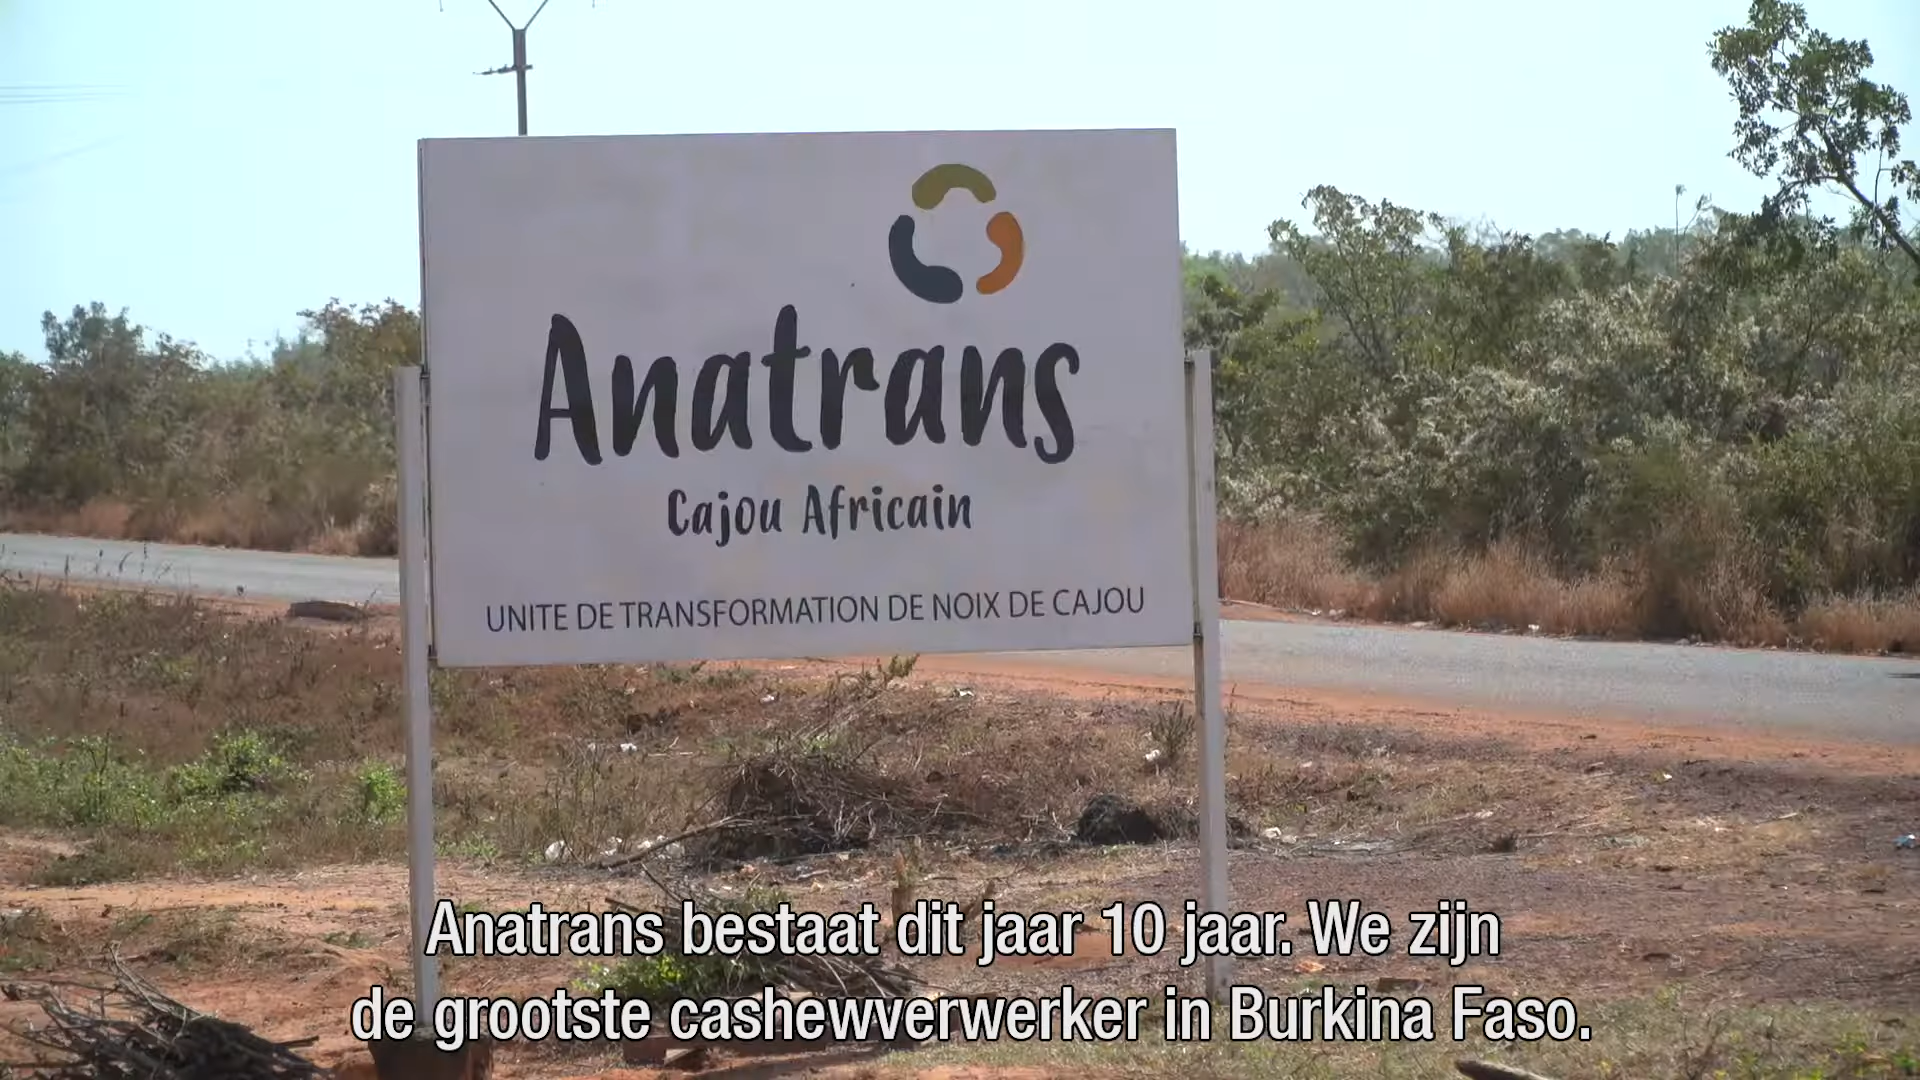 Anatrans
Cajou Africain
UNITE DE TRANSFORMATION DE NOIX DE CAJOU
Anatrans bestaat dit jaar 10 jaar. We zijn
de grootste cashewverwerker in Burkina Faso.